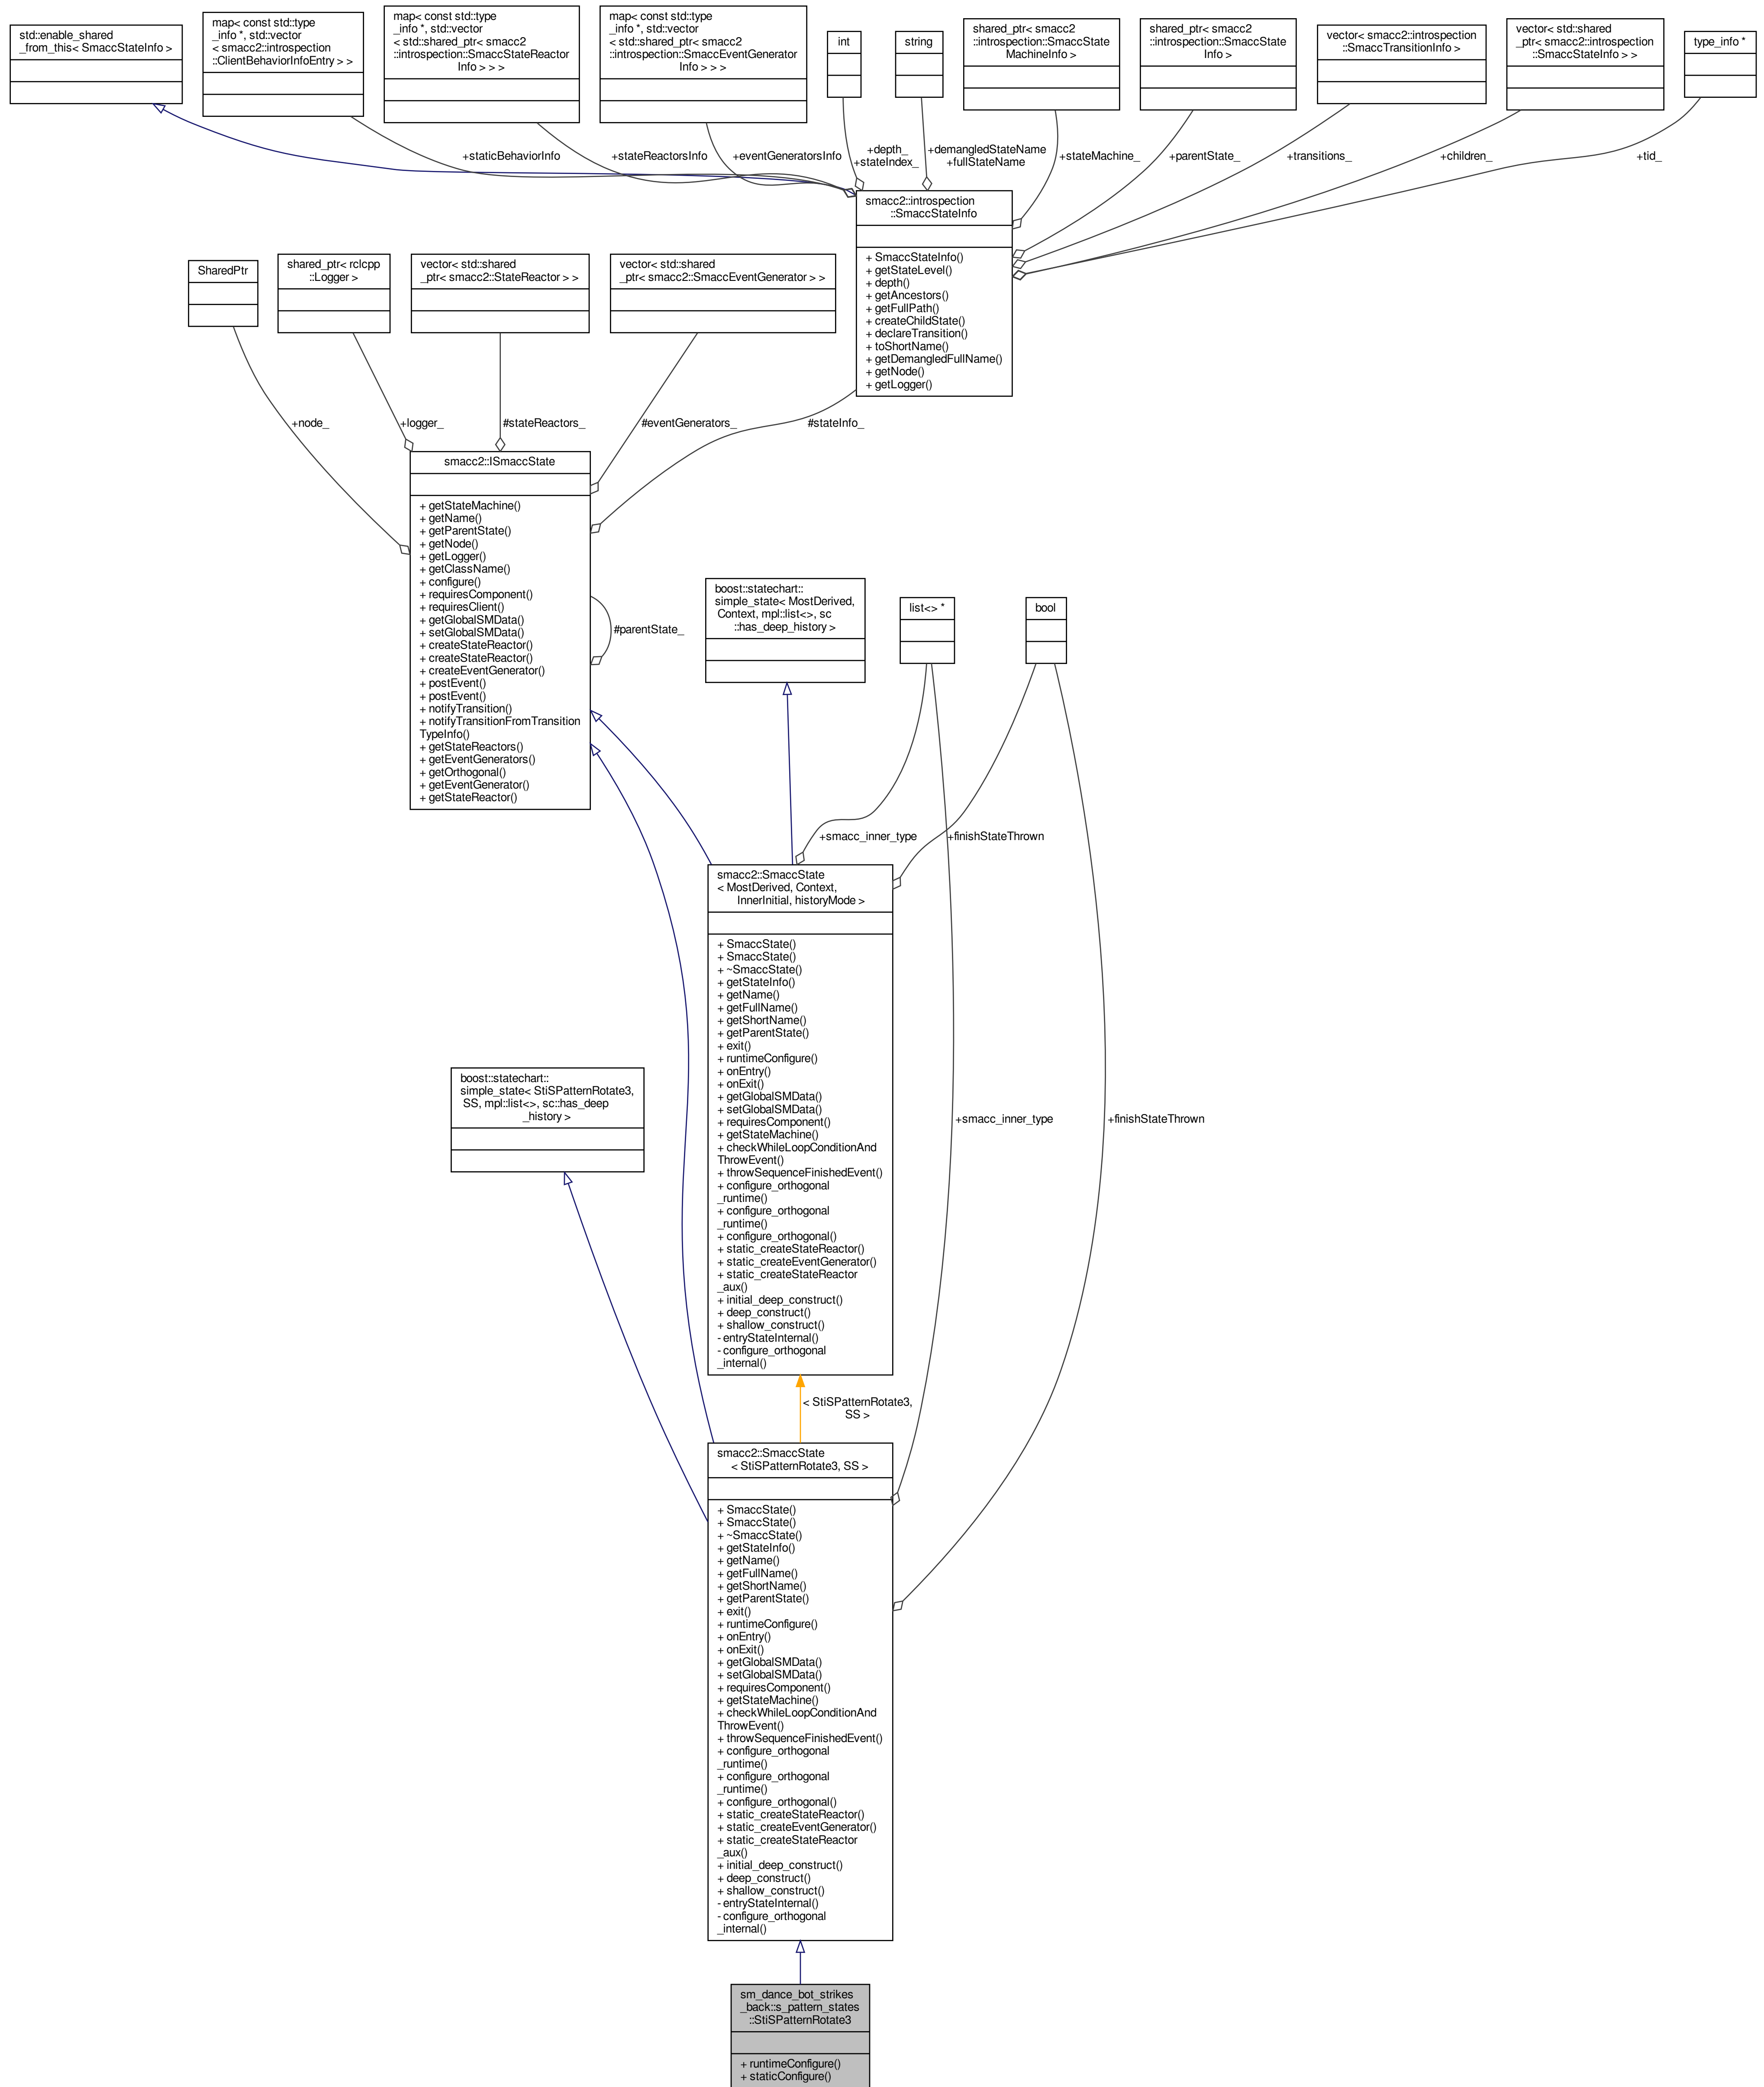 std::enable_shared
_from_this< SmaccStateInfo >
map< const std::type
_info *, std::vector
< smacc2::introspection
::ClientBehaviorInfoEntry > >
map< const std::type
_info *, std::vector
< std::shared_ptr< smacc2
::introspection::SmaccStateReactor
Info > > >
map< const std::type
_info *, std::vector
< std::shared_ptr< smacc2
::introspection::SmaccEventGenerator
Info > > >
int
string
shared_ptr< smacc2
::introspection::SmaccState
MachineInfo >
shared_ptr< smacc2
::introspection::SmaccState
Info >
vector< smacc2::introspection
::SmaccTransitionInfo >
vector< std::shared
_ptr< smacc2::introspection
::SmaccStateInfo > >
type_info *
+staticBehaviorInfo
+stateReactorsInfo
+eventGeneratorsInfo
+depth_
+stateIndex_
+demangledStateName
+fullStateName
+stateMachine_
+parentState_
+transitions_
+children_
+tid_
smacc2::introspection
::SmaccStateInfo
+ SmaccStateInfo()
+ getStateLevel()
+ depth()
+ getAncestors()
+ getFullPath()
+ createChildState()
+ declareTransition()
+ toShortName()
+ getDemangledFullName()
+ getNode()
+ getLogger()
SharedPtr
shared_ptr< rclcpp
::Logger >
vector< std::shared
_ptr< smacc2::StateReactor > >
vector< std::shared
_ptr< smacc2::SmaccEventGenerator > >
+node_
+logger_
#stateReactors_
#eventGenerators_
#stateInfo_
smacc2::ISmaccState
+ getStateMachine()
+ getName()
+ getParentState()
+ getNode()
+ getLogger()
+ getClassName()
+ configure()
+ requiresComponent()
+ requiresClient()
+ getGlobalSMData()
+ setGlobalSMData()
+ createStateReactor()
+ createStateReactor()
+ createEventGenerator()
+ postEvent()
+ postEvent()
+ notifyTransition()
+ notifyTransitionFromTransition
TypeInfo()
+ getStateReactors()
+ getEventGenerators()
+ getOrthogonal()
+ getEventGenerator()
+ getStateReactor()
#parentState_
boost::statechart::
simple_state< MostDerived,
Context, mpl::list<>, sc
::has_deep_history >
list<> *
bool
+smacc_inner_type
+finishStateThrown
smacc2::SmaccState
< MostDerived, Context,
InnerInitial, historyMode >
+ SmaccState()
+ SmaccState()
+ ~SmaccState()
+ getStateInfo()
+ getName()
+ getFullName()
+ getShortName()
+ getParentState()
+ exit()
+ runtimeConfigure()
+ onEntry()
+ onExit()
+ getGlobalSMData()
+ setGlobalSMData()
+ requiresComponent()
+ getStateMachine()
+ checkWhileLoopConditionAnd
ThrowEvent()
+ throwSequenceFinishedEvent()
+ configure_orthogonal
_runtime()
+ configure_orthogonal
_runtime()
+ configure_orthogonal()
+ static_createStateReactor()
+ static_createEventGenerator()
+ static_createStateReactor
_aux()
+ initial_deep_construct()
+ deep_construct()
+ shallow_construct()
- entryStateInternal()
- configure_orthogonal
_internal()
boost::statechart::
simple_state< StiSPatternRotate3,
SS, mpl::list<>, sc::has_deep
_history >
+smacc_inner_type
+finishStateThrown
< StiSPatternRotate3,
SS >
smacc2::SmaccState
< StiSPatternRotate3, SS >
+ SmaccState()
+ SmaccState()
+ ~SmaccState()
+ getStateInfo()
+ getName()
+ getFullName()
+ getShortName()
+ getParentState()
+ exit()
+ runtimeConfigure()
+ onEntry()
+ onExit()
+ getGlobalSMData()
+ setGlobalSMData()
+ requiresComponent()
+ getStateMachine()
+ checkWhileLoopConditionAnd
ThrowEvent()
+ throwSequenceFinishedEvent()
+ configure_orthogonal
_runtime()
+ configure_orthogonal
_runtime()
+ configure_orthogonal()
+ static_createStateReactor()
+ static_createEventGenerator()
+ static_createStateReactor
_aux()
+ initial_deep_construct()
+ deep_construct()
+ shallow_construct()
- entryStateInternal()
- configure_orthogonal
_internal()
sm_dance_bot_strikes
_back::s_pattern_states
::StiSPatternRotate3
+ runtimeConfigure()
+ staticConfigure()